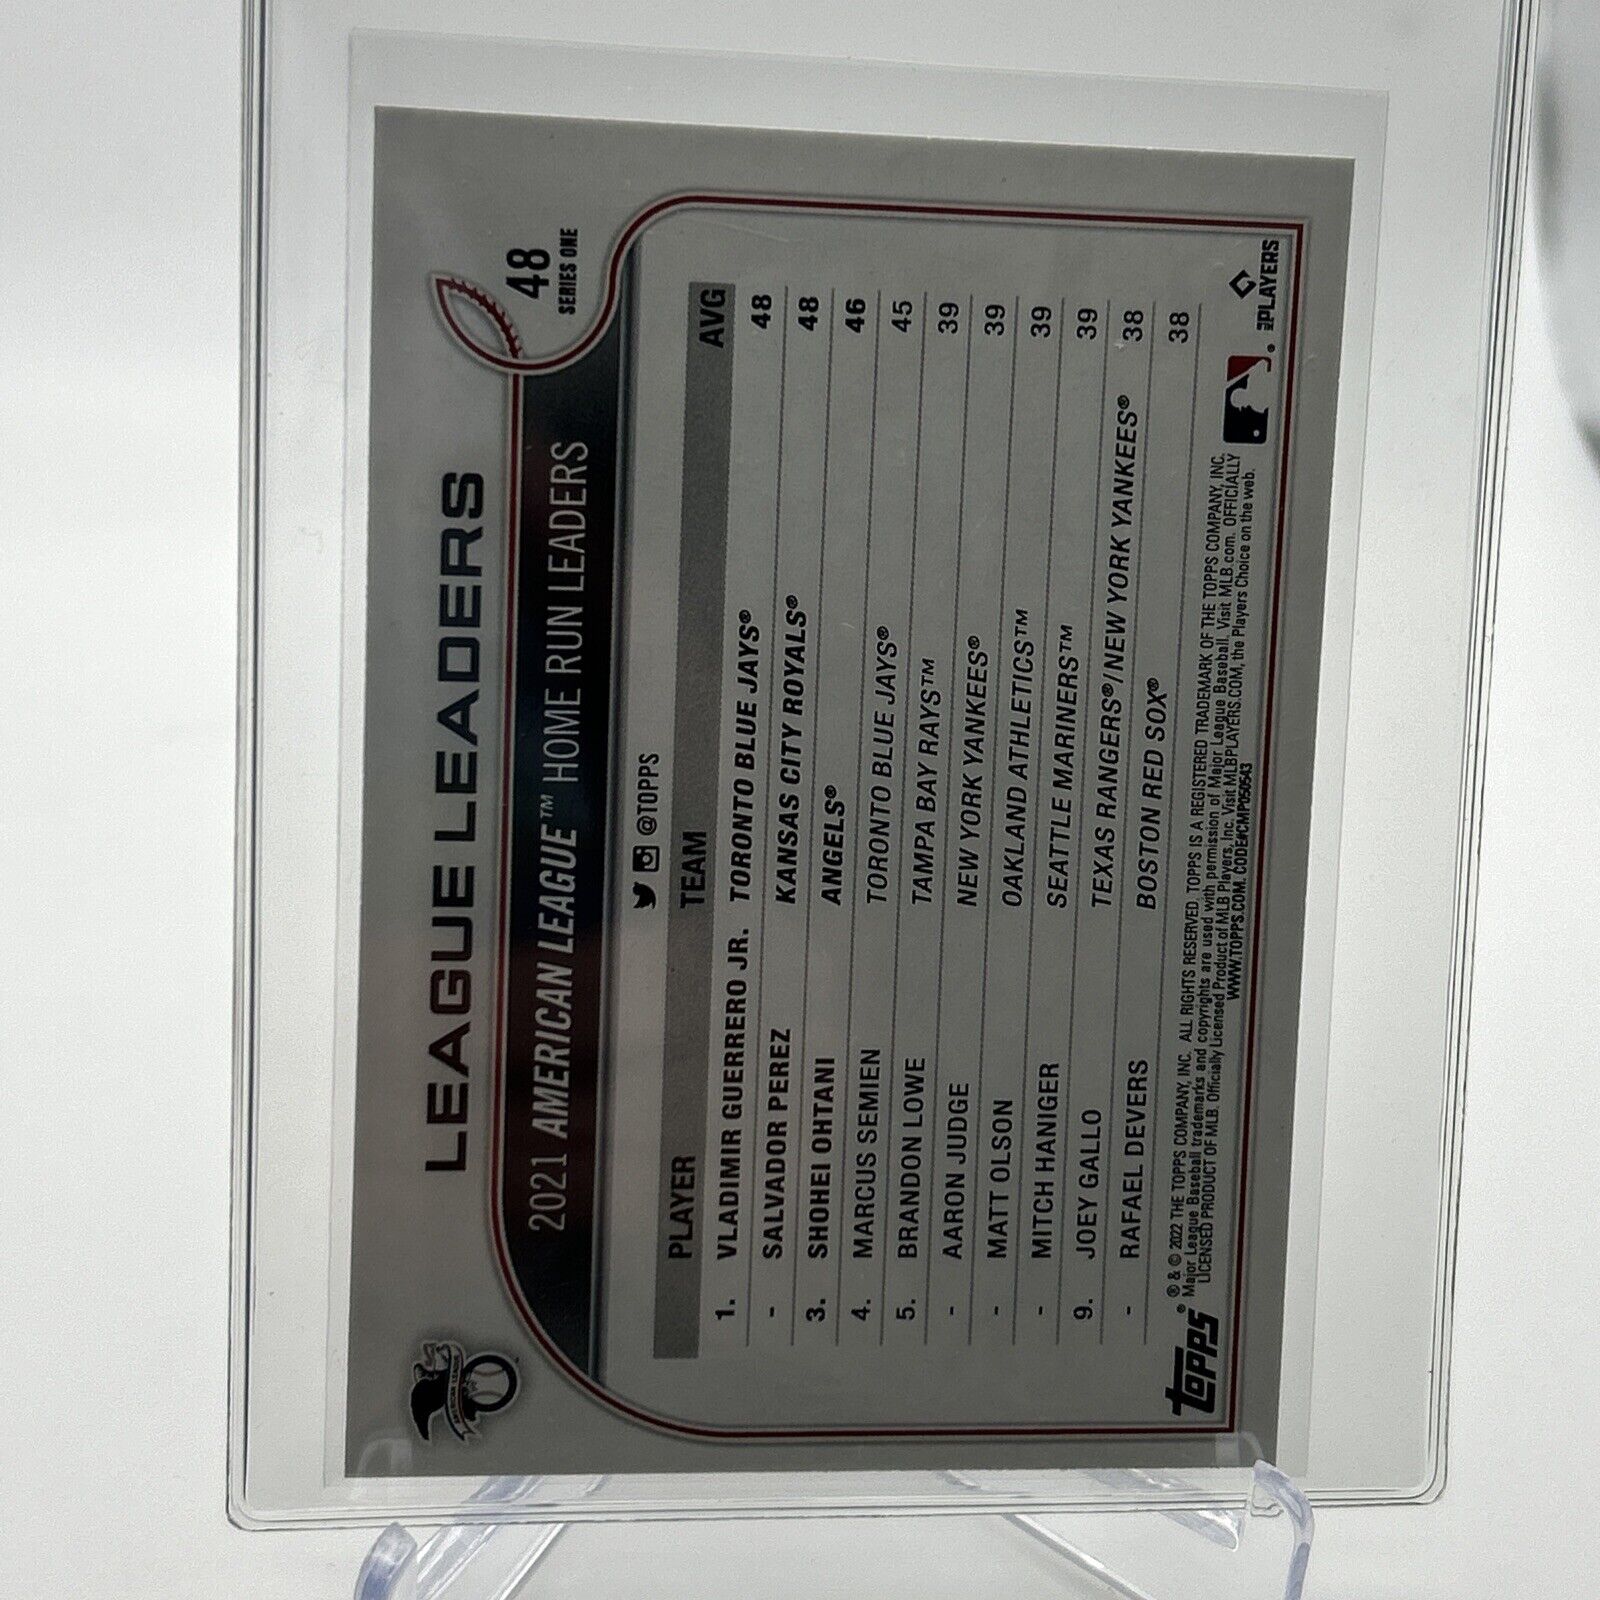 AMERICAN LEAGUE
LEAGUE LEADERS
48
SERIES ONE
2021 AMERICAN LEAGUE™ HOME RUN LEADERS
@TOPPS
PLAYER TEAM AVG
1. VLADIMIR GUERRERO JR. TORONTO BLUE JAYS® 48
- SALVADOR PEREZ KANSAS CITY ROYALS® 48
3. SHOHEI OHTANI ANGELS® 46
4. MARCUS SEMIEN TORONTO BLUE JAYS® 45
5. BRANDON LOWE TAMPA BAY RAYS™ 39
- AARON JUDGE NEW YORK YANKEES® 39
- MATT OLSON OAKLAND ATHLETICS™ 39
- MITCH HANIGER SEATTLE MARINERS™ 39
9. JOEY GALLO TEXAS RANGERS®/NEW YORK YANKEES® 38
- RAFAEL DEVERS BOSTON RED SOX® 38
TOPPS®
® & © 2022 THE TOPPS COMPANY, INC. ALL RIGHTS RESERVED. TOPPS IS A REGISTERED TRADEMARK OF THE TOPPS COMPANY, INC.
Major League Baseball trademarks and copyrights are used with permission of Major League Baseball. Visit MLB.com. OFFICIALLY
LICENSED PRODUCT OF MLB. Officially Licensed Product of MLB Players, Inc. Visit MLBPLAYERS.COM, the Players Choice on the web.
WWW.TOPPS.COM. CODE#CMP050543
MLB PLAYERS